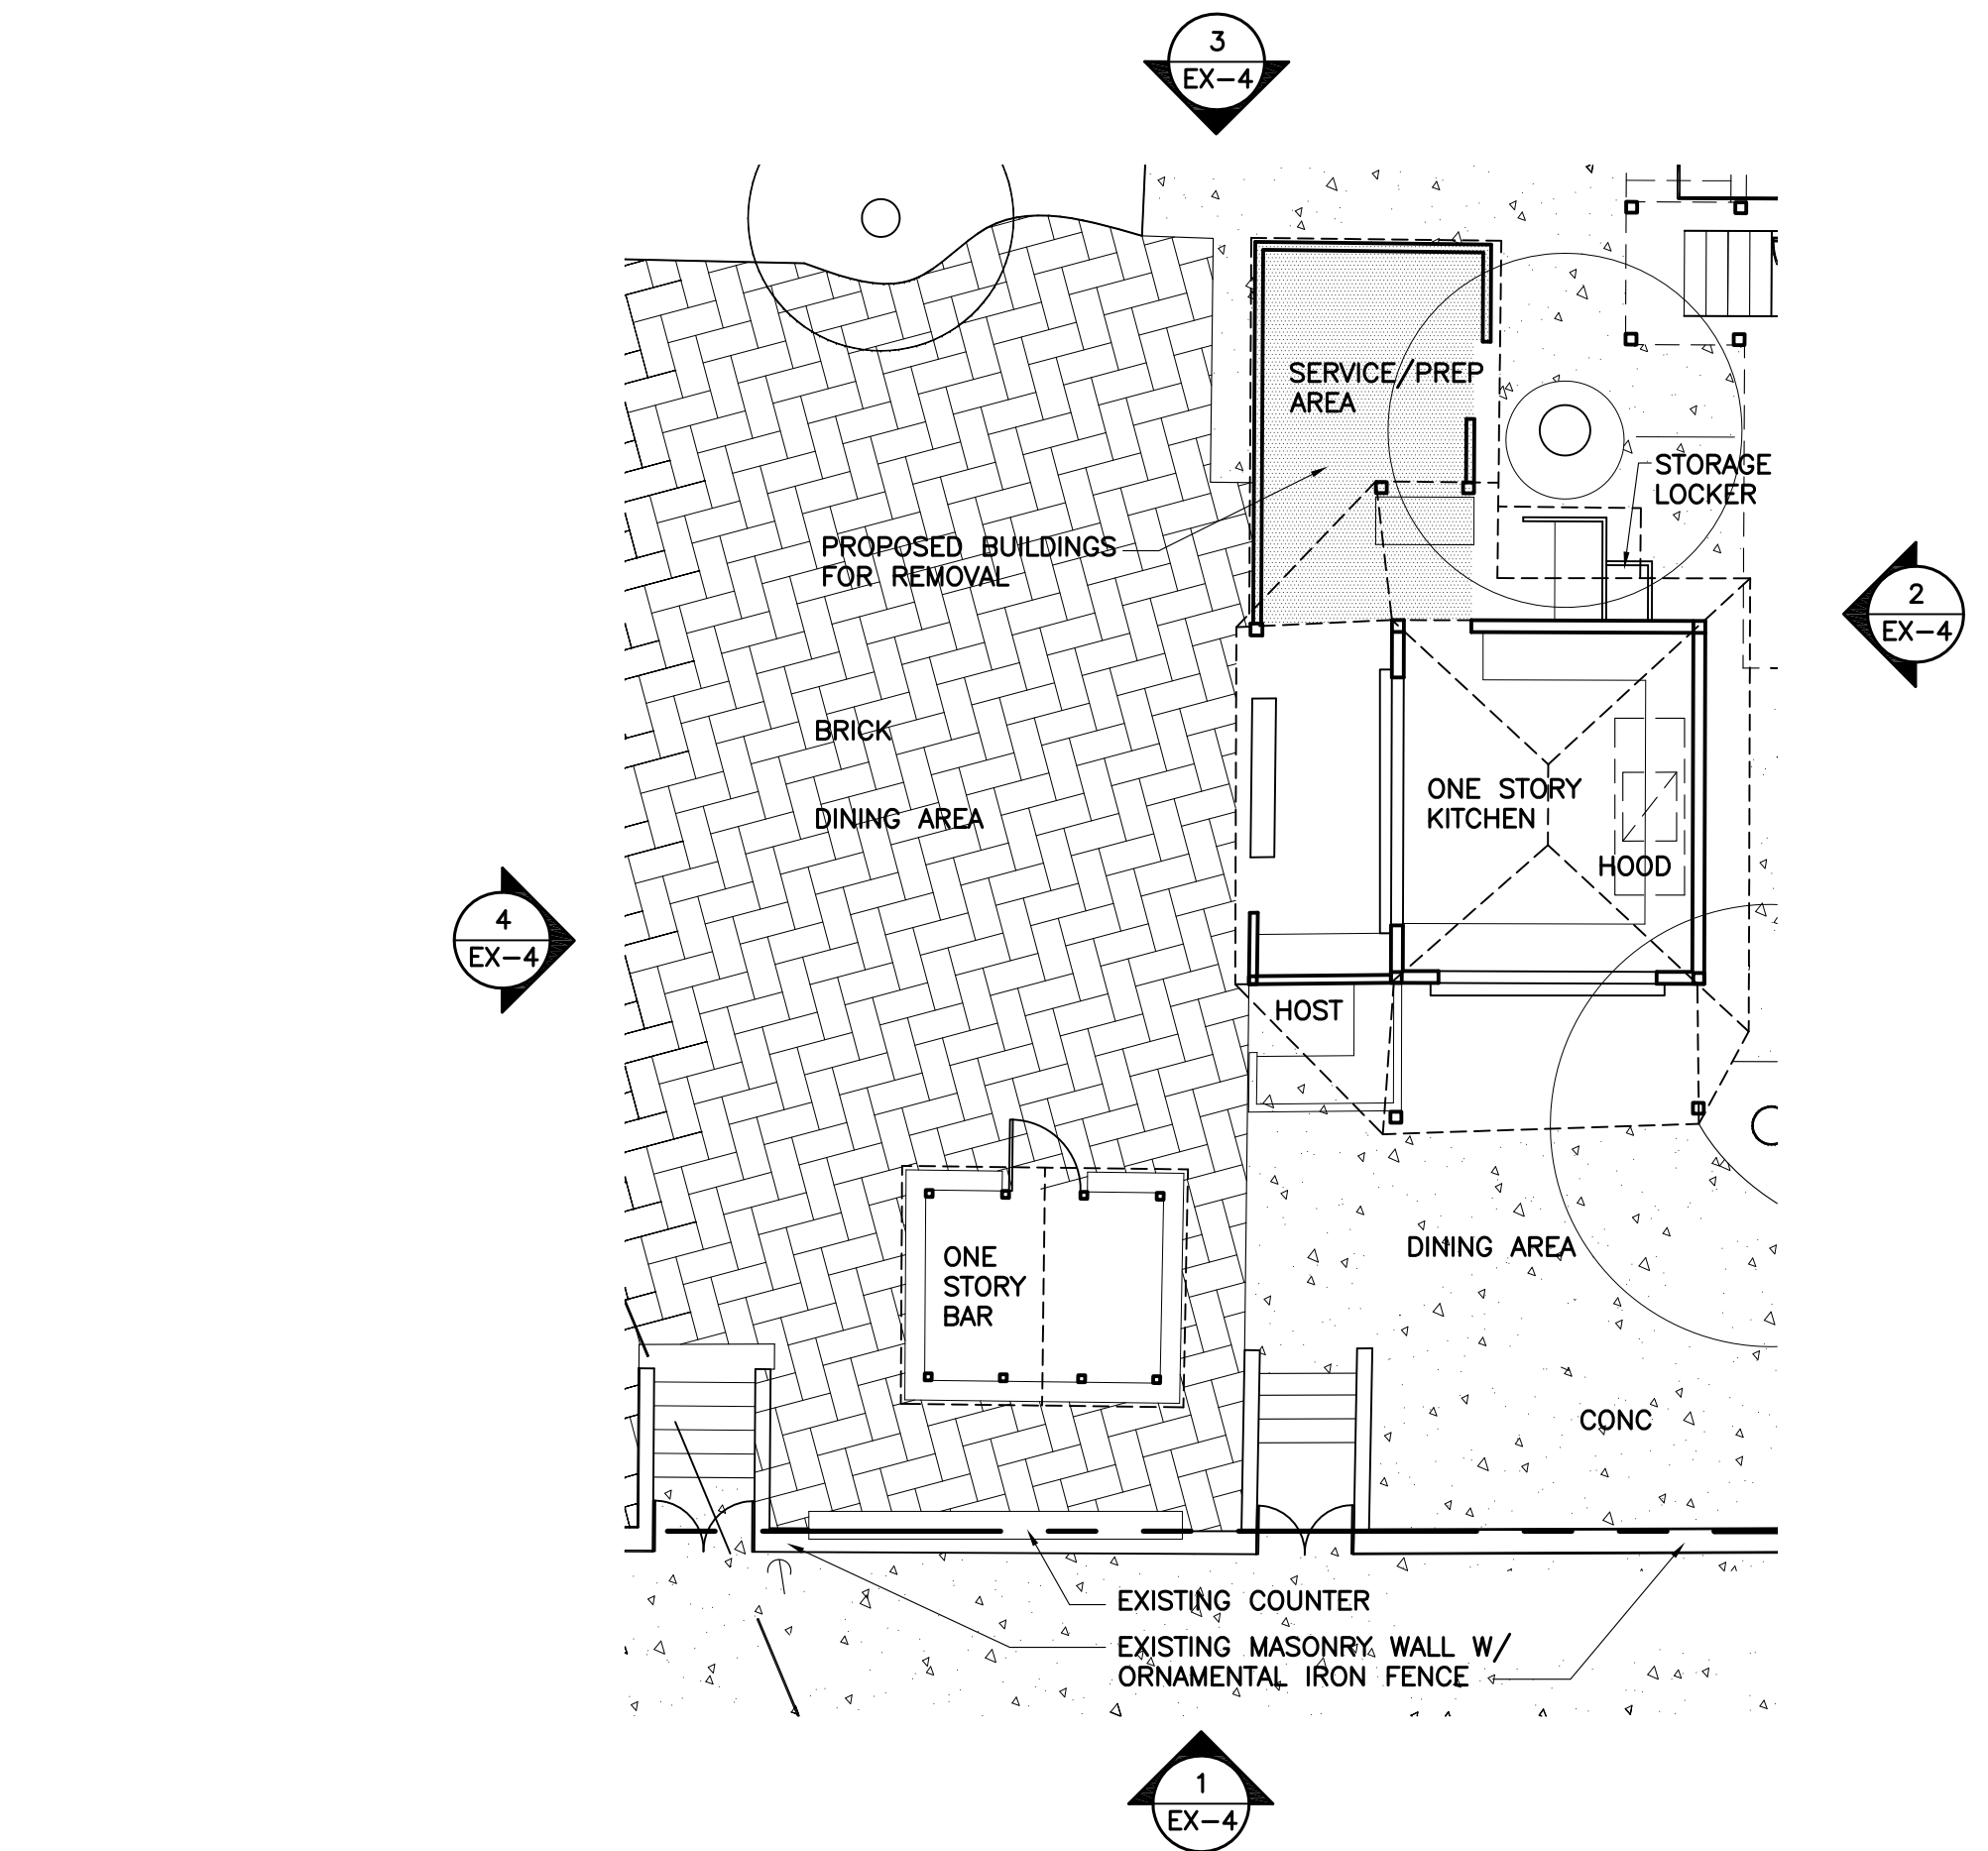 3
EX-4
SERVICE/PREP
AREA
STORAGE
LOCKER
PROPOSED BUILDINGS
FOR REMOVAL
2
EX-4
BRICK
DINING AREA
ONE STORY
KITCHEN
HOOD
4
EX-4
HOST
ONE
STORY
BAR
DINING AREA
CONC
EXISTING COUNTER
EXISTING MASONRY WALL W/
ORNAMENTAL IRON FENCE
1
EX-4